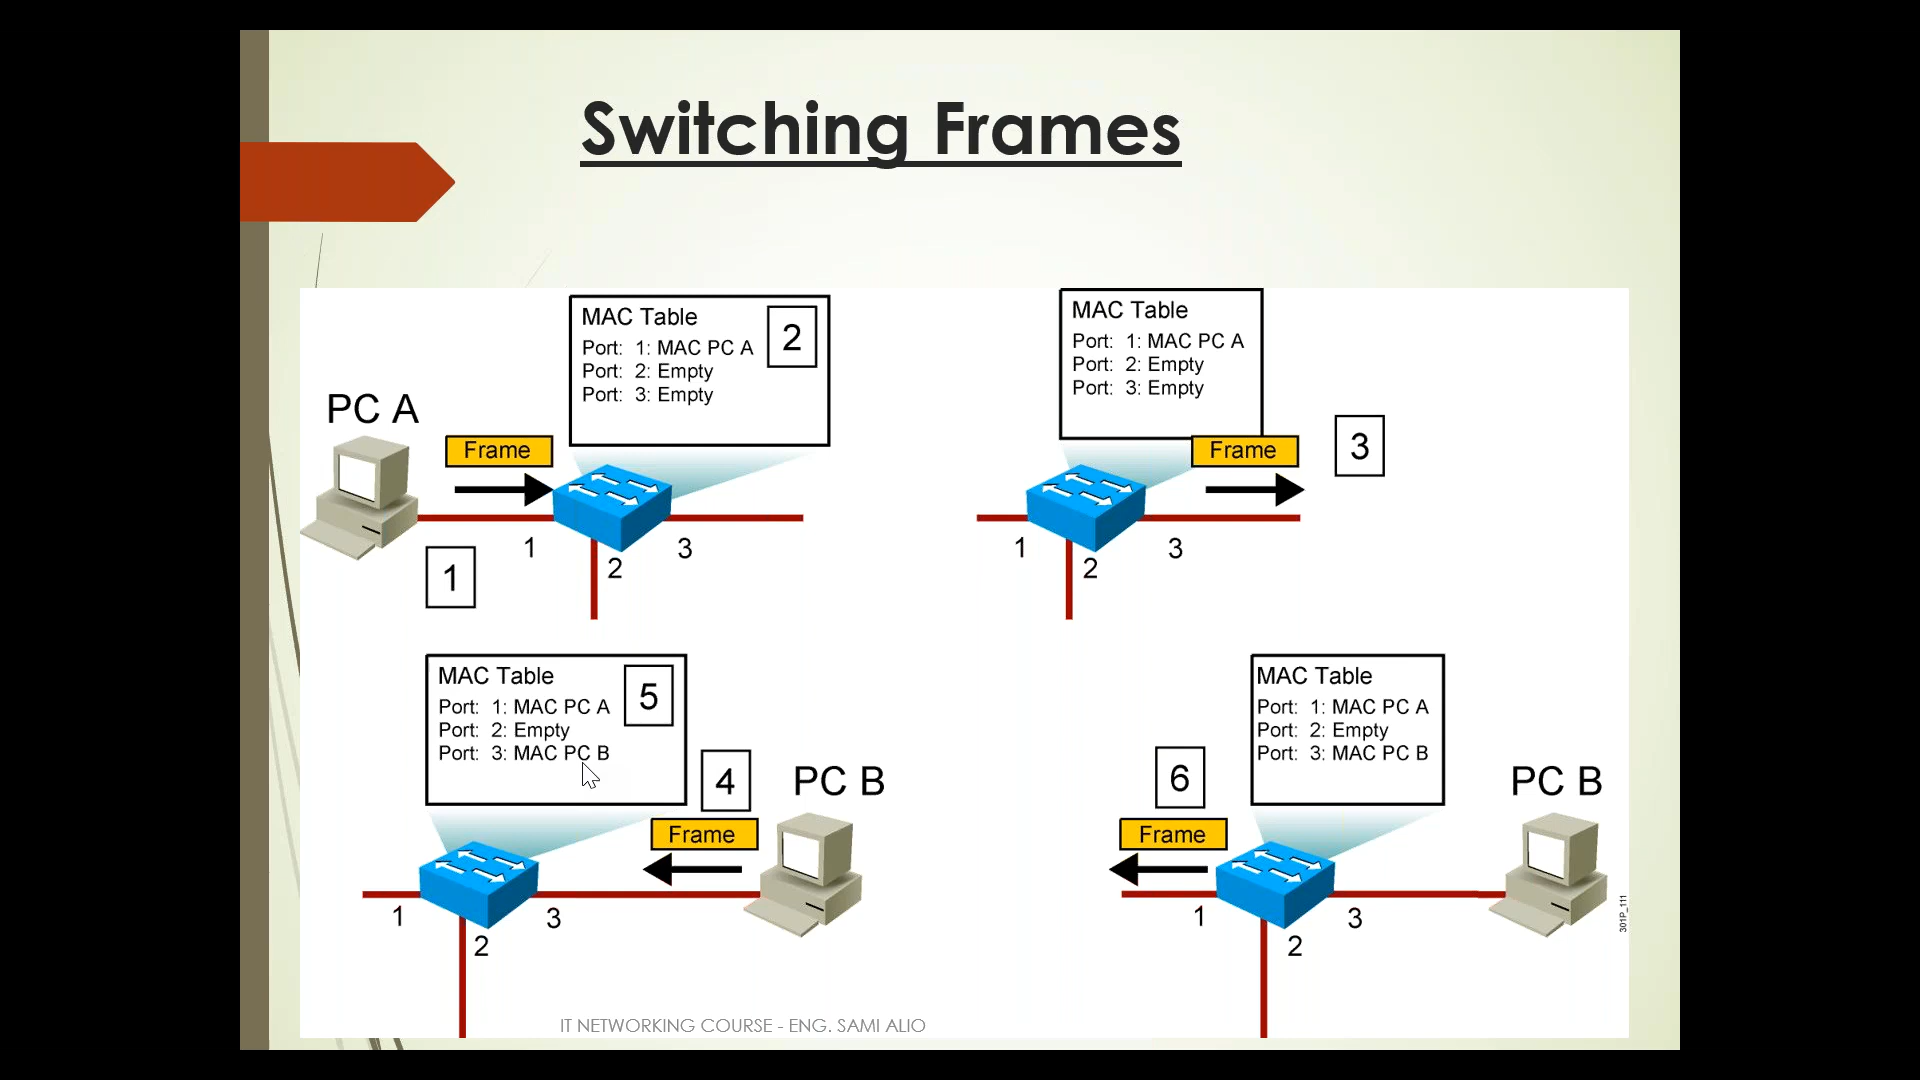 Switching Frames
MAC Table
2
Port: 1: MAC PC A
Port: 2: Empty
Port: 3: Empty
PC A
Frame
1
2
3
1
MAC Table
Port: 1: MAC PC A
Port: 2: Empty
Port: 3: Empty
Frame
3
1
2
3
MAC Table
5
Port: 1: MAC PC A
Port: 2: Empty
Port: 3: MAC PC B
4
PC B
Frame
1
2
3
MAC Table
Port: 1: MAC PC A
Port: 2: Empty
Port: 3: MAC PC B
6
PC B
Frame
1
2
3
301P_111
IT NETWORKING COURSE - ENG. SAMI ALIO